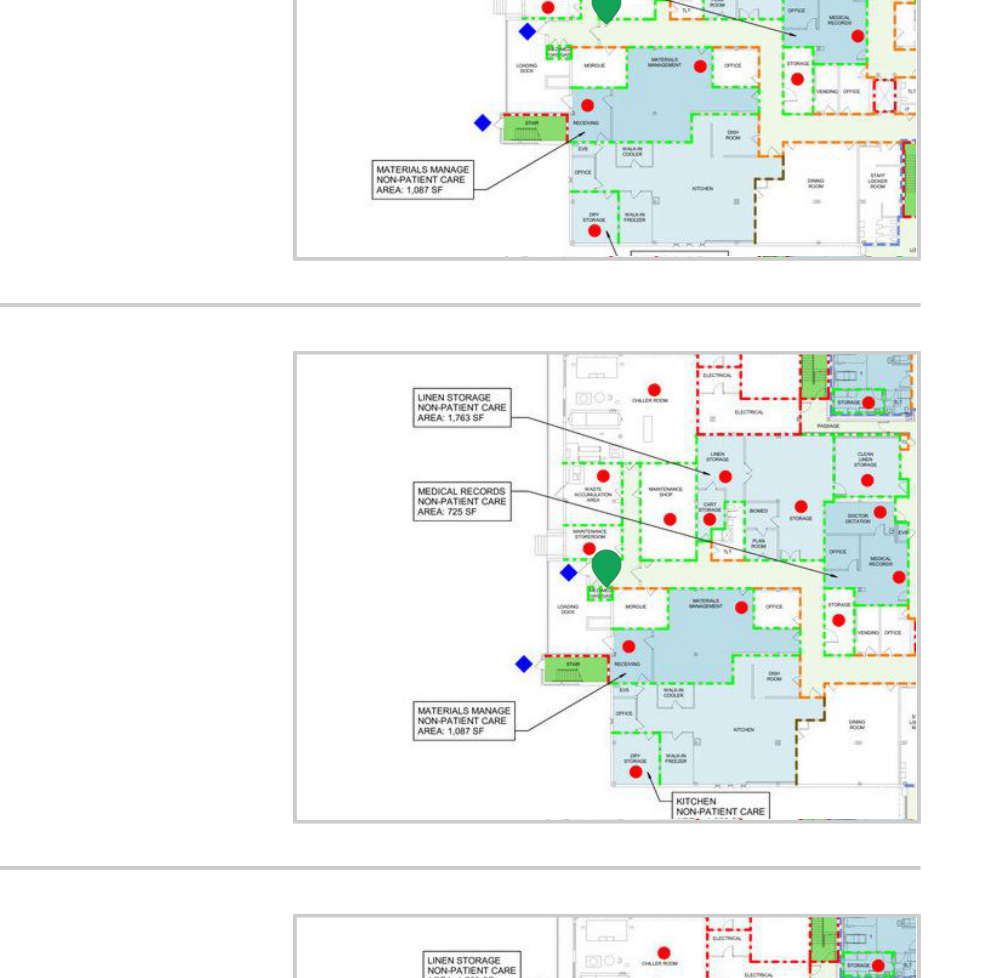 OFFICE
ROOM
TLT
MEDICAL
RECORDS
LOADING
DOCK
MORGUE
MATERIALS
MANAGEMENT
OFFICE
STORAGE
VENDING
OFFICE
TLT
STAIR
RECEIVING
DISH
ROOM
EVS
WALK-IN
COOLER
OFFICE
MATERIALS MANAGE
NON-PATIENT CARE
AREA: 1,087 SF
KITCHEN
DINING
ROOM
STAFF
LOCKER
ROOM
DRY
STORAGE
WALK-IN
FREEZER
LO
ELECTRICAL
CHILLER ROOM
LINEN STORAGE
NON-PATIENT CARE
AREA: 1,763 SF
ELECTRICAL
STORAGE
TLT
PASSAGE
LINEN
STORAGE
CLEAN
LINEN
STORAGE
MEDICAL RECORDS
NON-PATIENT CARE
AREA: 725 SF
WASTE
ACCUMULATION
AREA
MAINTENANCE
SHOP
CART
STORAGE
BIOMED
STORAGE
DOCTOR
DICTATION
MAINTENANCE
STOREROOM
PLAN
ROOM
TLT
OFFICE
EVS
MEDICAL
RECORDS
LOADING
DOCK
MORGUE
MATERIALS
MANAGEMENT
OFFICE
STORAGE
VENDING
OFFICE
STAIR
RECEIVING
DISH
ROOM
EVS
WALK-IN
COOLER
OFFICE
MATERIALS MANAGE
NON-PATIENT CARE
AREA: 1,087 SF
KITCHEN
DINING
ROOM
DRY
STORAGE
WALK-IN
FREEZER
KITCHEN
NON-PATIENT CARE
ELECTRICAL
CHILLER ROOM
LINEN STORAGE
NON-PATIENT CARE
ELECTRICAL
STORAGE
TLT